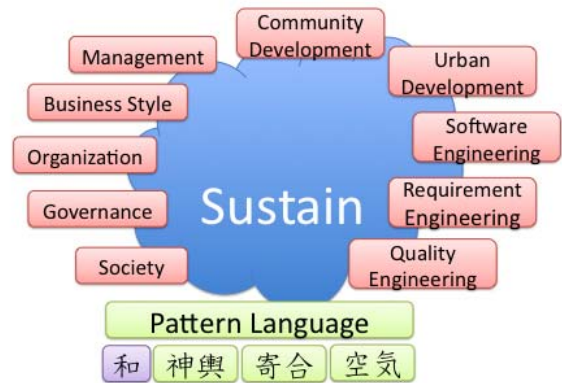 Community
Development
Management
Urban
Development
Business Style
Software
Engineering
Organization
Requirement
Engineering
Governance
Sustain
Quality
Engineering
Society
Pattern Language
和 神輿 寄合 空気